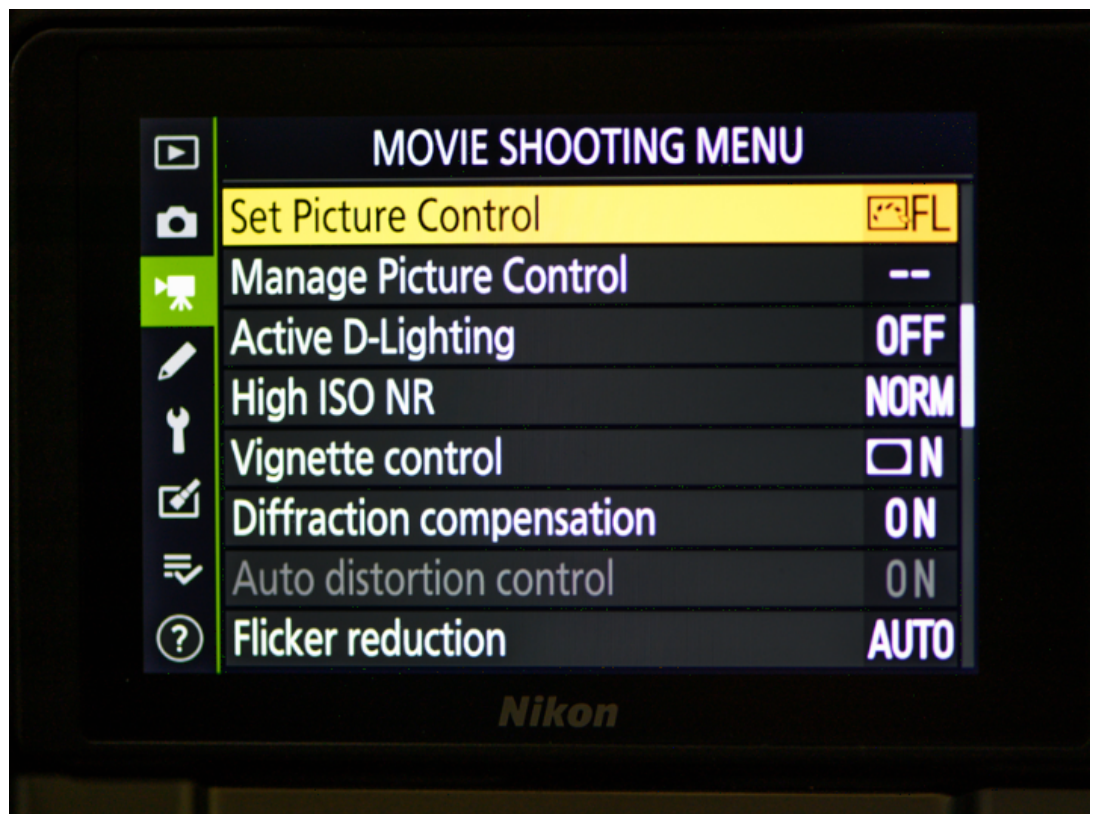 MOVIE SHOOTING MENU
Set Picture Control FL
Manage Picture Control --
Active D-Lighting OFF
High ISO NR NORM
Vignette control N
Diffraction compensation ON
Auto distortion control ON
? Flicker reduction AUTO
Nikon